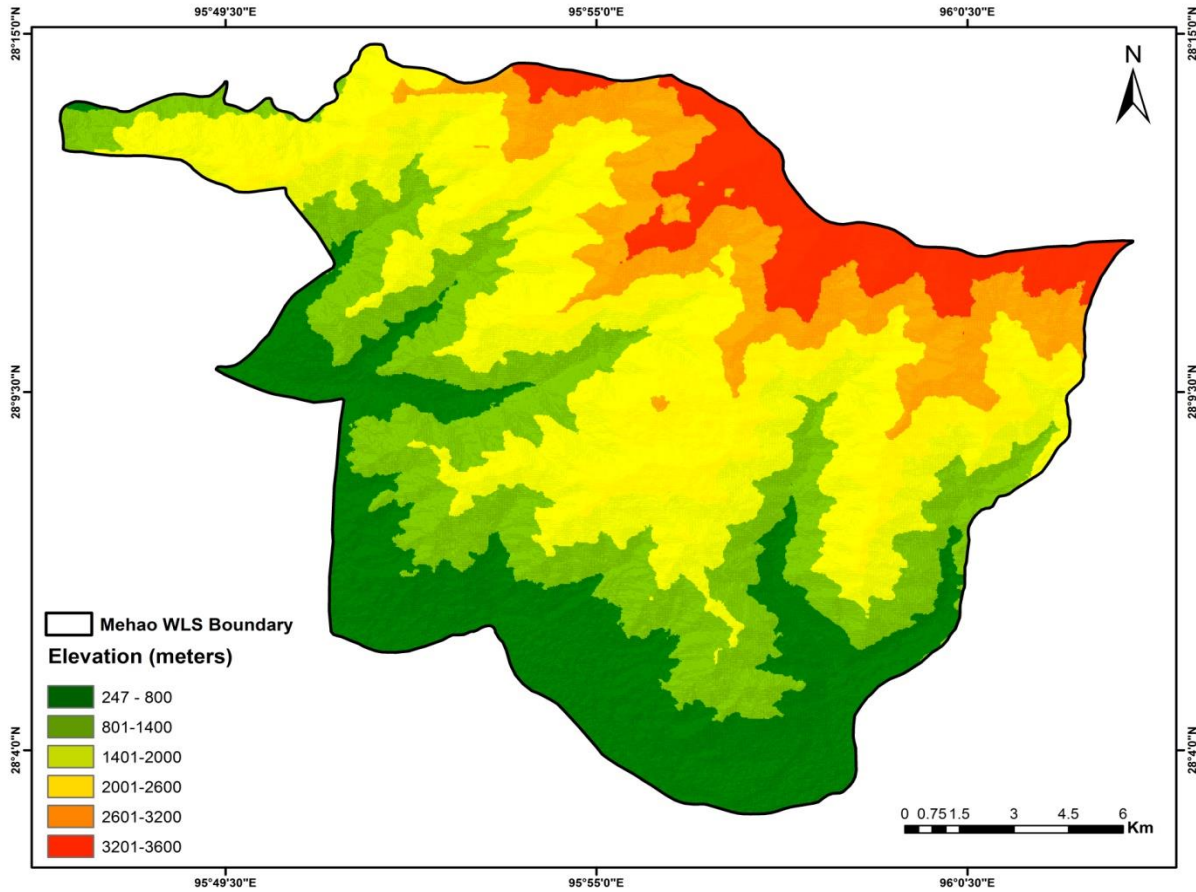 95°49'30"E 95°55'0"E 96°0'30"E
28°15'0"N 28°15'0"N
N
28°9'30"N 28°9'30"N
28°4'0"N 28°4'0"N
Mehao WLS Boundary
Elevation (meters)
247 - 800
801-1400
1401-2000
2001-2600
2601-3200
3201-3600
0 0.75 1.5 3 4.5 6
Km
95°49'30"E 95°55'0"E 96°0'30"E